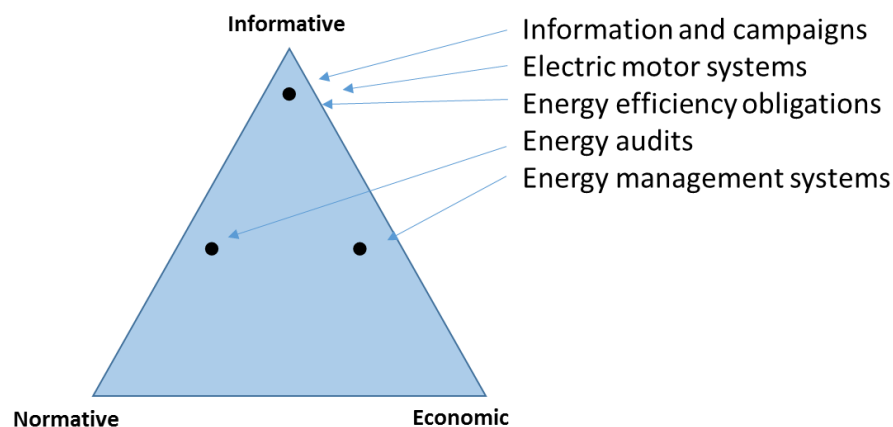 Informative
Information and campaigns
Electric motor systems
Energy efficiency obligations
Energy audits
Energy management systems
Normative
Economic